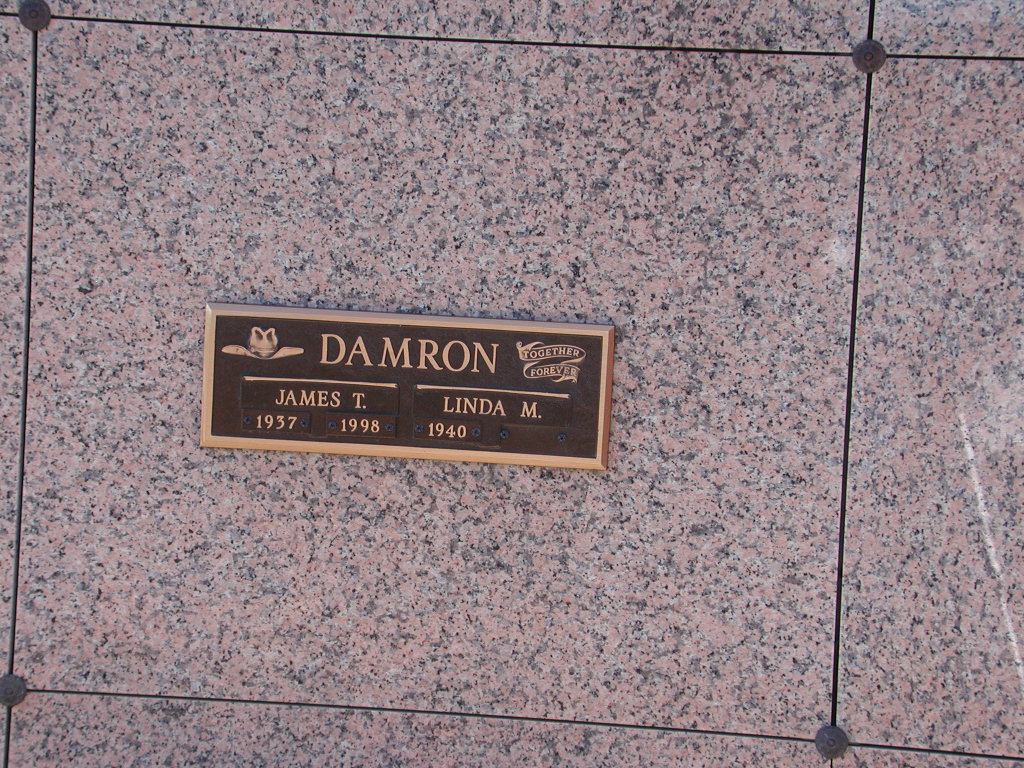 DAMRON
TOGETHER
FOREVER
JAMES T.
1937 1998
LINDA M.
1940